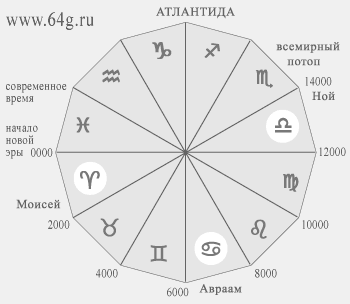 www.64g.ru
АТЛАНТИДА
всемирный
потоп
14000
Ной
современное
время
начало
новой
эры 0000
12000
Моисей
2000
10000
4000
8000
Авраам
6000